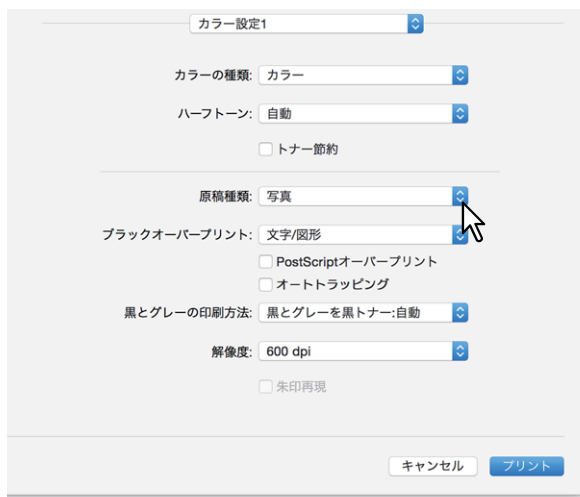 カラー設定1
カラーの種類: カラー
ハーフトーン: 自動
トナー節約
原稿種類: 写真
ブラックオーバープリント: 文字/図形
PostScriptオーバープリント
オートトラッピング
黒とグレーの印刷方法: 黒とグレーを黒トナー:自動
解像度: 600 dpi
朱印再現
キャンセル プリント